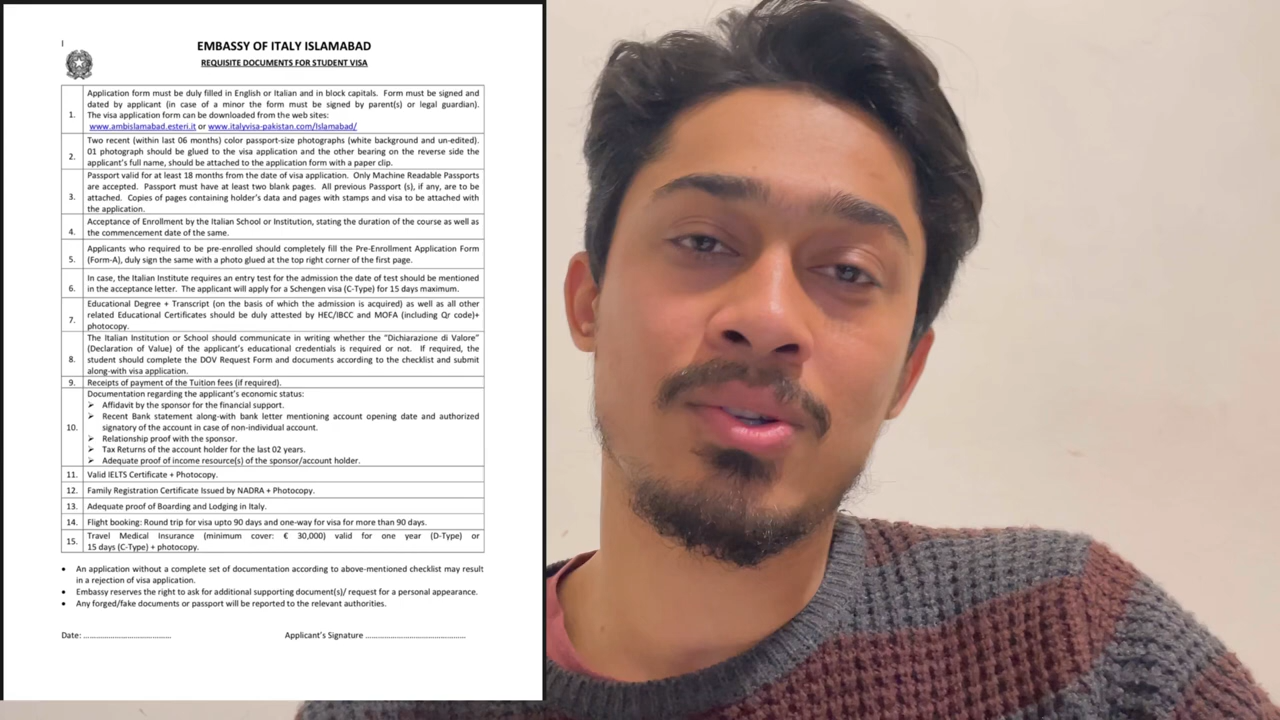 EMBASSY OF ITALY ISLAMABAD
REQUISITE DOCUMENTS FOR STUDENT VISA
1. Application form must be duly filled in English or Italian and in block capitals. Form must be signed and
dated by applicant (in case of a minor the form must be signed by parent(s) or legal guardian).
The visa application form can be downloaded from the web sites:
www.ambislamabad.esteri.it or www.italyvisa-pakistan.com/Islamabad/
2. Two recent (within last 06 months) color passport-size photographs (white background and un-edited).
01 photograph should be glued to the visa application and the other bearing on the reverse side the
applicant's full name, should be attached to the application form with a paper clip.
3. Passport valid for at least 18 months from the date of visa application. Only Machine Readable Passports
are accepted. Passport must have at least two blank pages. All previous Passport (s), if any, are to be
attached. Copies of pages containing holder's data and pages with stamps and visa to be attached with
the application.
4. Acceptance of Enrollment by the Italian School or Institution, stating the duration of the course as well as
the commencement date of the same.
5. Applicants who required to be pre-enrolled should completely fill the Pre-Enrollment Application Form
(Form-A), duly sign the same with a photo glued at the top right corner of the first page.
6. In case, the Italian Institute requires an entry test for the admission the date of test should be mentioned
in the acceptance letter. The applicant will apply for a Schengen visa (C-Type) for 15 days maximum.
7. Educational Degree + Transcript (on the basis of which the admission is acquired) as well as all other
related Educational Certificates should be duly attested by HEC/IBCC and MOFA (including Qr code)+
photocopy.
8. The Italian Institution or School should communicate in writing whether the "Dichiarazione di Valore"
(Declaration of Value) of the applicant's educational credentials is required or not. If required, the
student should complete the DOV Request Form and documents according to the checklist and submit
along-with visa application.
9. Receipts of payment of the Tuition fees (if required).
10. Documentation regarding the applicant's economic status:
➢ Affidavit by the sponsor for the financial support.
➢ Recent Bank statement along-with bank letter mentioning account opening date and authorized
signatory of the account in case of non-individual account.
➢ Relationship proof with the sponsor.
➢ Tax Returns of the account holder for the last 02 years.
➢ Adequate proof of income resource(s) of the sponsor/account holder.
11. Valid IELTS Certificate + Photocopy.
12. Family Registration Certificate Issued by NADRA + Photocopy.
13. Adequate proof of Boarding and Lodging in Italy.
14. Flight booking: Round trip for visa upto 90 days and one-way for visa for more than 90 days.
15. Travel Medical Insurance (minimum cover: € 30,000) valid for one year (D-Type) or
15 days (C-Type) + photocopy.
• An application without a complete set of documentation according to above-mentioned checklist may result
in a rejection of visa application.
• Embassy reserves the right to ask for additional supporting document(s)/ request for a personal appearance.
• Any forged/fake documents or passport will be reported to the relevant authorities.
Date: ........................................ Applicant's Signature .............................................